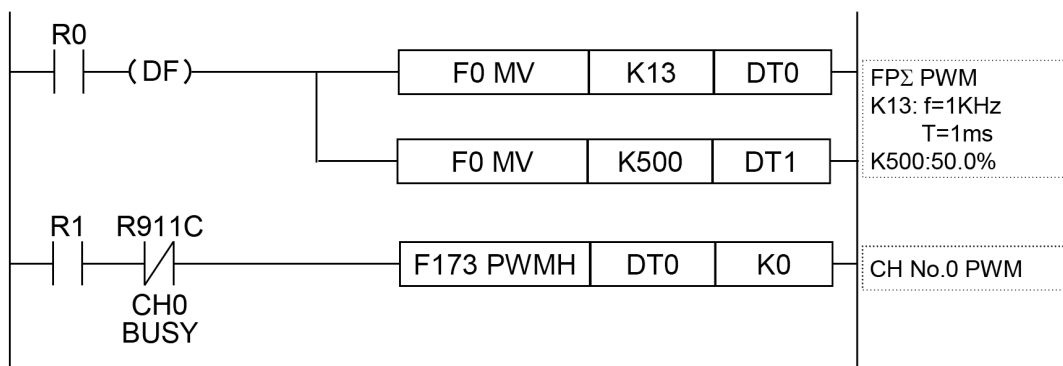 R0
(DF)
F0 MV K13 DT0
FPΣ PWM
K13: f=1KHz
T=1ms
K500:50.0%
F0 MV K500 DT1
R1 R911C
F173 PWMH DT0 K0
CH No.0 PWM
CH0
BUSY